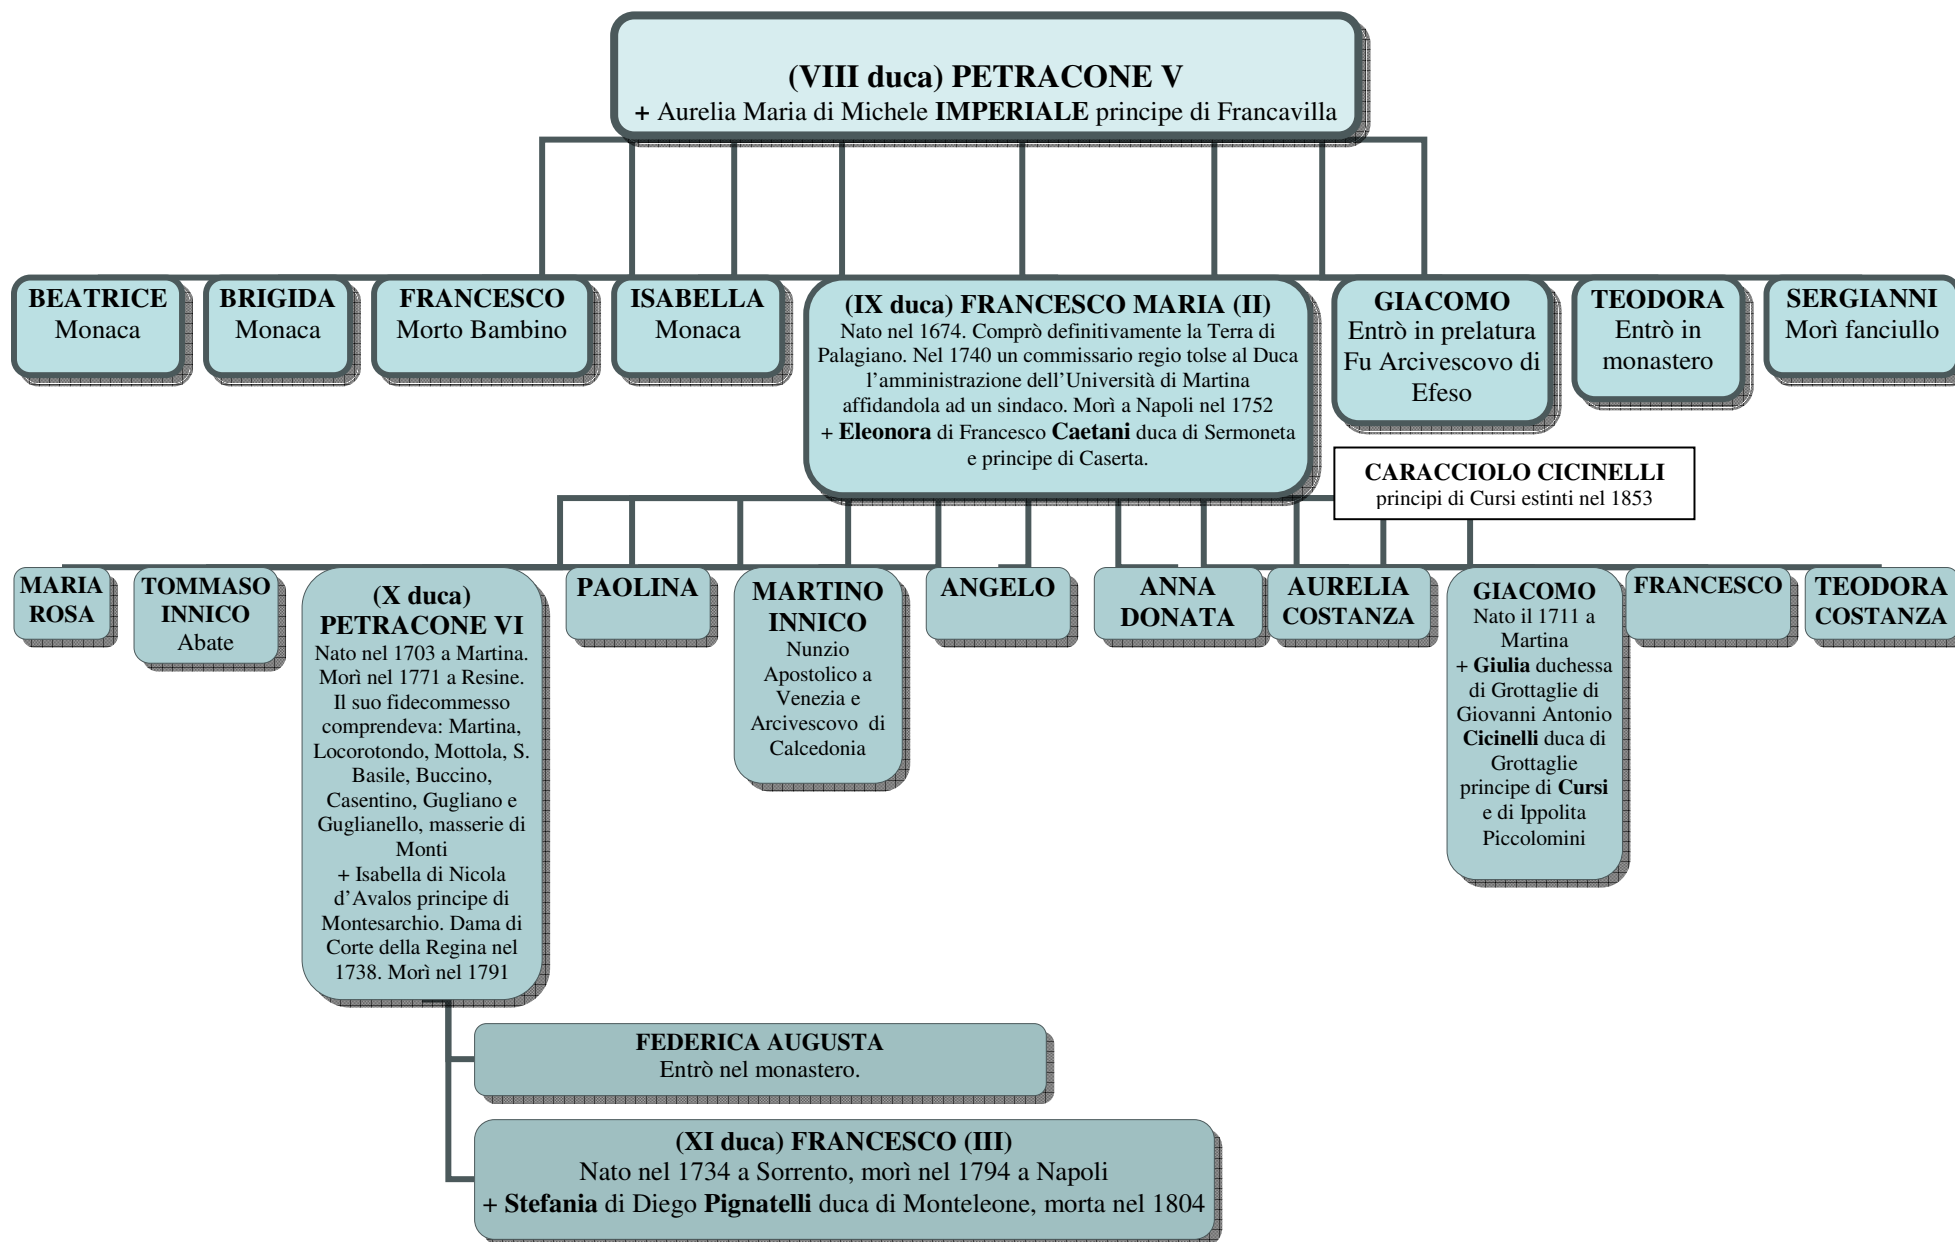 (VIII duca) PETRACONE V
+ Aurelia Maria di Michele IMPERIALE principe di Francavilla
BEATRICE
Monaca
BRIGIDA
Monaca
FRANCESCO
Morto Bambino
ISABELLA
Monaca
(IX duca) FRANCESCO MARIA (II)
Nato nel 1674. Comprò definitivamente la Terra di
Palagiano. Nel 1740 un commissario regio tolse al Duca
l’amministrazione dell’Università di Martina
affidandola ad un sindaco. Morì a Napoli nel 1752
+ Eleonora di Francesco Caetani duca di Sermoneta
e principe di Caserta.
GIACOMO
Entrò in prelatura
Fu Arcivescovo di
Efeso
TEODORA
Entrò in
monastero
SERGIANNI
Morì fanciullo
CARACCIOLO CICINELLI
principi di Cursi estinti nel 1853
MARIA
ROSA
TOMMASO
INNICO
Abate
(X duca)
PETRACONE VI
Nato nel 1703 a Martina.
Morì nel 1771 a Resine.
Il suo fidecommesso
comprendeva: Martina,
Locorotondo, Mottola, S.
Basile, Buccino,
Casentino, Gugliano e
Guglianello, masserie di
Monti
+ Isabella di Nicola
d’Avalos principe di
Montesarchio. Dama di
Corte della Regina nel
1738. Morì nel 1791
PAOLINA
MARTINO
INNICO
Nunzio
Apostolico a
Venezia e
Arcivescovo di
Calcedonia
ANGELO
ANNA
DONATA
AURELIA
COSTANZA
GIACOMO
Nato il 1711 a
Martina
+ Giulia duchessa
di Grottaglie di
Giovanni Antonio
Cicinelli duca di
Grottaglie
principe di Cursi
e di Ippolita
Piccolomini
FRANCESCO
TEODORA
COSTANZA
FEDERICA AUGUSTA
Entrò nel monastero.
(XI duca) FRANCESCO (III)
Nato nel 1734 a Sorrento, morì nel 1794 a Napoli
+ Stefania di Diego Pignatelli duca di Monteleone, morta nel 1804